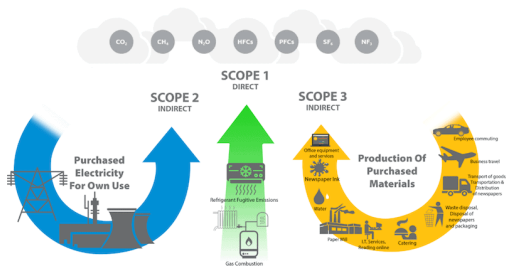 CO₂ CH₄ N₂O HFCs PFCs SF₆ NF₃
SCOPE 1
DIRECT
SCOPE 2
INDIRECT
SCOPE 3
INDIRECT
Purchased
Electricity
For Own Use
Refrigerant Fugitive Emissions
Gas Combustion
Office equipment
and services
Newspaper Ink
Water
Paper Mill
I.T. Services,
Reading online
Catering
Production Of
Purchased
Materials
Employee commuting
Business travel
Transport of goods
Transportation &
Distribution
of newspapers
Waste disposal,
Disposal of
newspapers
and packaging